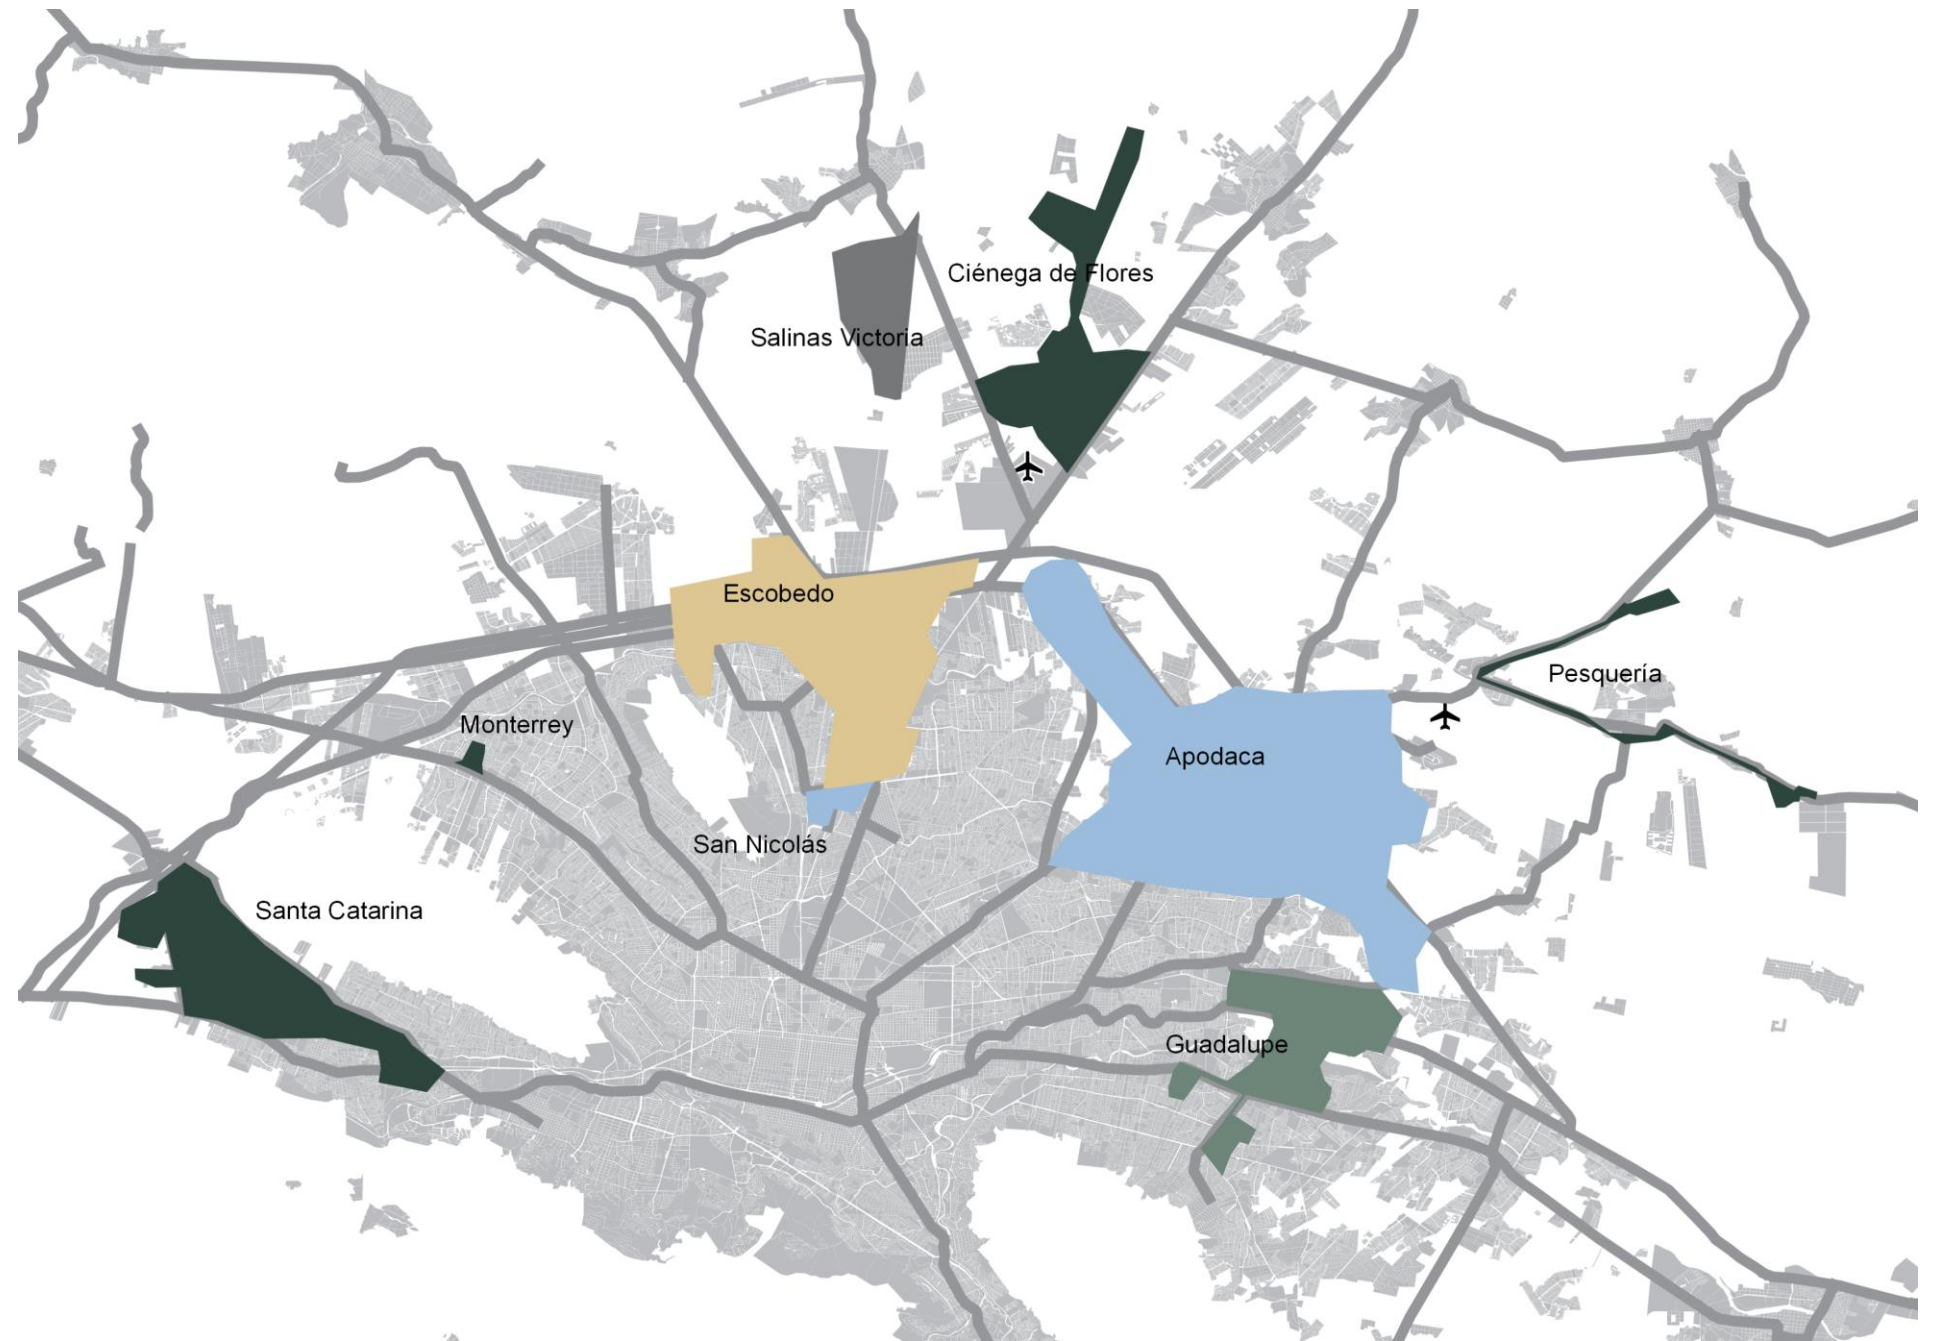 Ciénega de Flores
Salinas Victoria
Escobedo
Pesquería
Monterrey
Apodaca
San Nicolás
Santa Catarina
Guadalupe